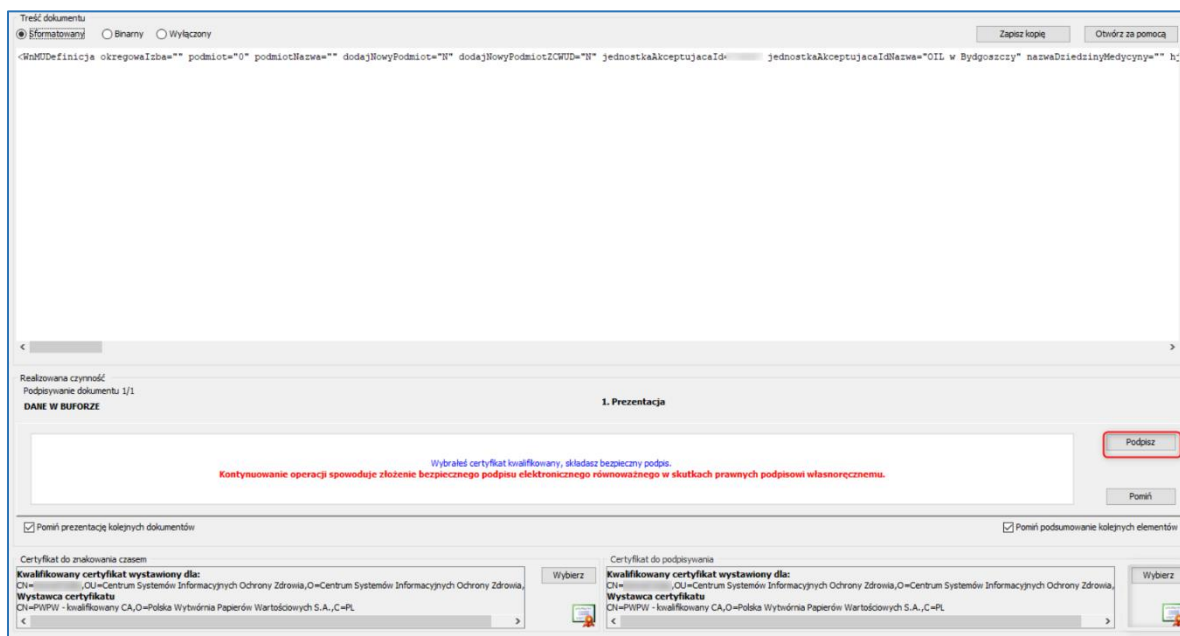 Treść dokumentu
Sformatowany Binarny Wyłączony Zapisz kopię Otwórz za pomocą
<WnMUDefinicja okregowaIzba="" podmiot="0" podmiotNazwa="" dodajNowyPodmiot="N" dodajNowyPodmiotZCWUD="N" jednostkaAkceptujacaId= jednostkaAkceptujacaIdNazwa="OIL w Bydgoszczy" nazwaDziedzinyMedycyny="" hj
Realizowana czynność
Podpisywanie dokumentu 1/1
DANE W BUFORZE
1. Prezentacja
Podpisz
Wybrałeś certyfikat kwalifikowany, składasz bezpieczny podpis.
Kontynuowanie operacji spowoduje złożenie bezpiecznego podpisu elektronicznego równoważnego w skutkach prawnych podpisowi własnoręcznemu.
Pomiń
Pomiń prezentację kolejnych dokumentów Pomiń podsumowanie kolejnych elementów
Certyfikat do znakowania czasem
Kwalifikowany certyfikat wystawiony dla:
CN= ,OU=Centrum Systemów Informacyjnych Ochrony Zdrowia,O=Centrum Systemów Informacyjnych Ochrony Zdrowia,
Wystawca certyfikatu
CN=PWPW - kwalifikowany CA,O=Polska Wytwórnia Papierów Wartościowych S.A.,C=PL
Wybierz
Certyfikat do podpisywania
Kwalifikowany certyfikat wystawiony dla:
CN= ,OU=Centrum Systemów Informacyjnych Ochrony Zdrowia,O=Centrum Systemów Informacyjnych Ochrony Zdrowia,
Wystawca certyfikatu
CN=PWPW - kwalifikowany CA,O=Polska Wytwórnia Papierów Wartościowych S.A.,C=PL
Wybierz